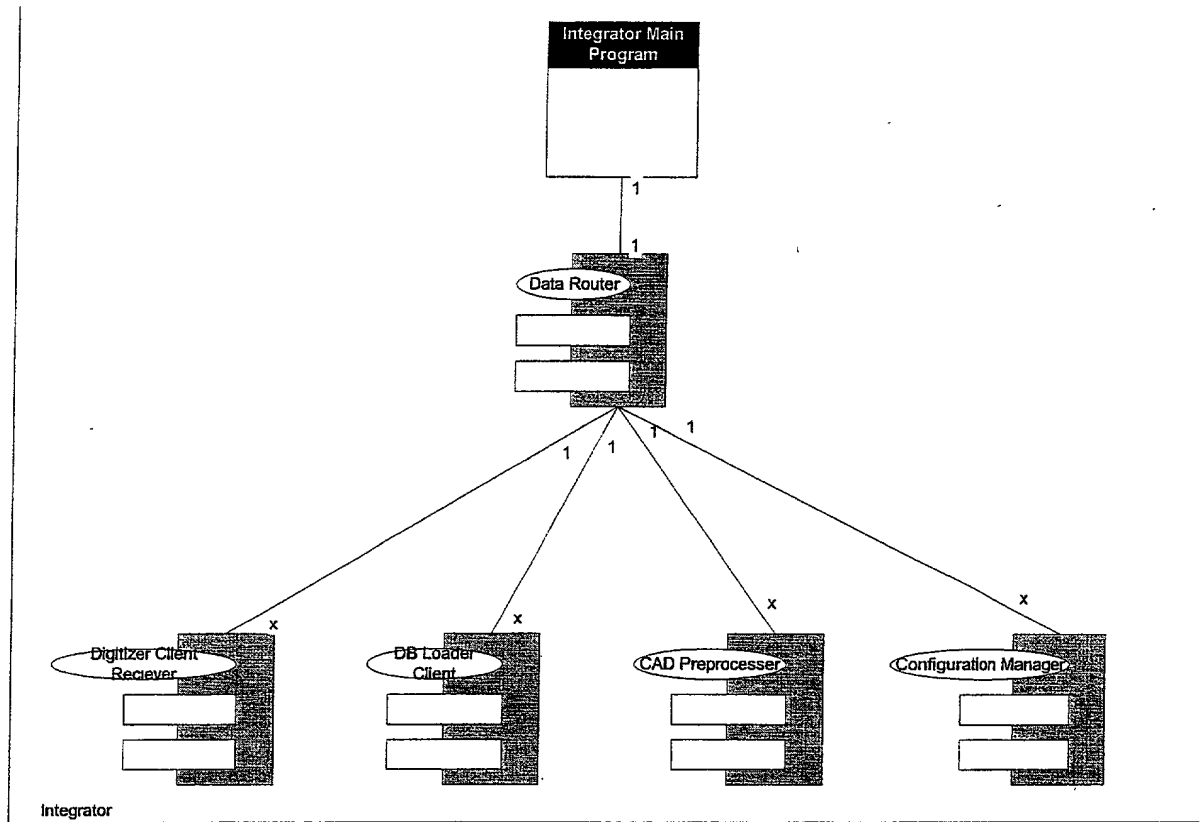 Integrator Main
Program
1
1
Data Router
1
1
1
1
x
x
x
x
Digitizer Client
Reciever
DB Loader
Client
CAD Preprocesser
Configuration Manager
Integrator